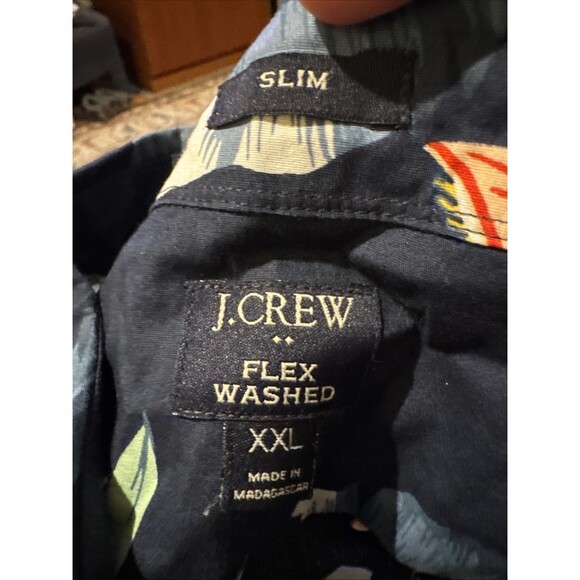 SLIM
J.CREW
FLEX
WASHED
XXL
MADE IN
MADAGASCAR